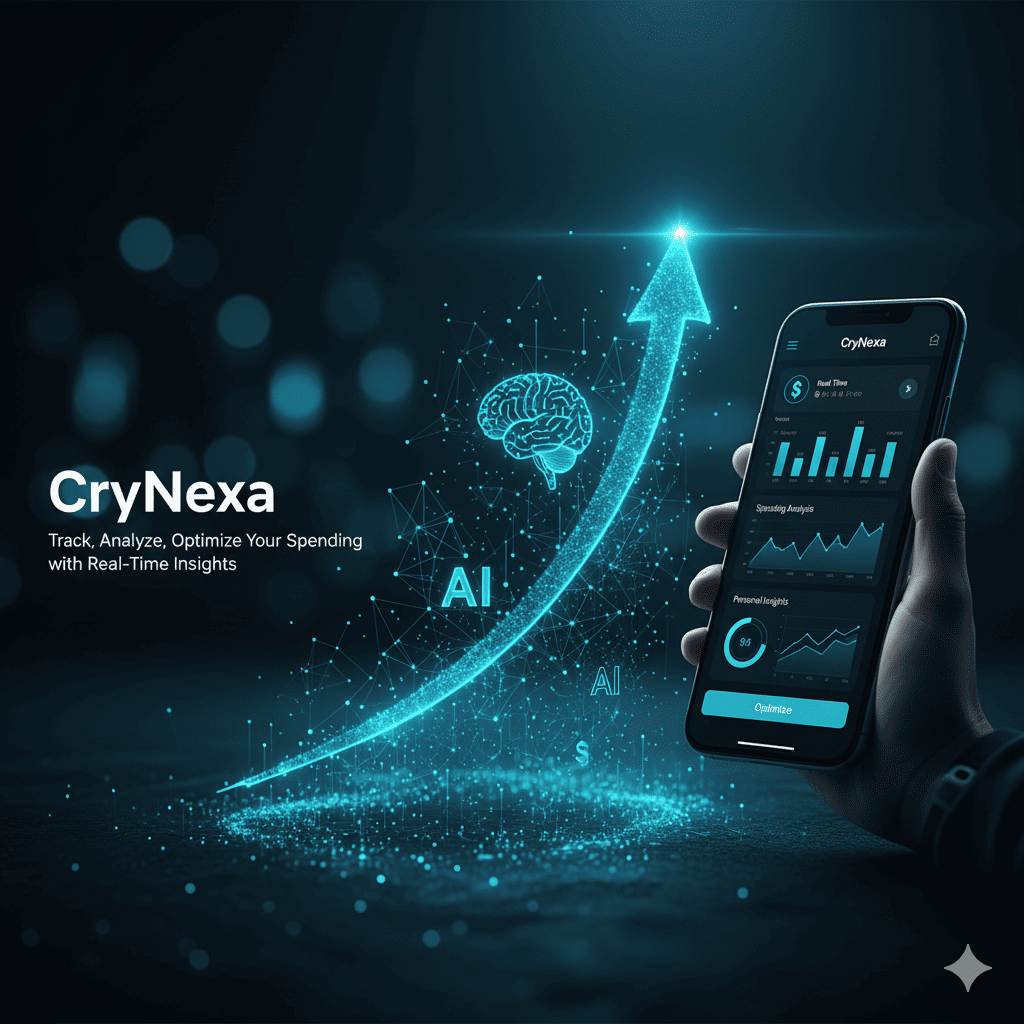 CryNexa
Track, Analyze, Optimize Your Spending
with Real-Time Insights
AI
AI
$
CryNexa
$
Real Time
Spending Analysis
Personal Insights
Optimize